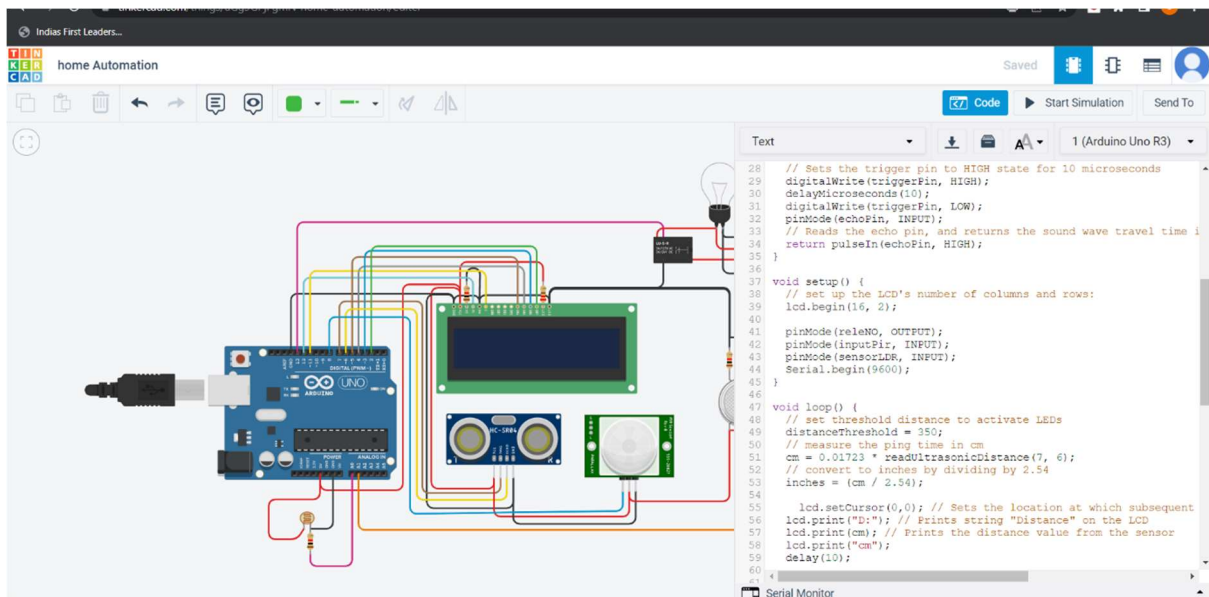 Indias First Leaders...
TIN
KER
CAD
home Automation
Saved
Code
Start Simulation
Send To
Text
1 (Arduino Uno R3)
28 // Sets the trigger pin to HIGH state for 10 microseconds
29 digitalWrite(triggerPin, HIGH);
30 delayMicroseconds(10);
31 digitalWrite(triggerPin, LOW);
32 pinMode(echoPin, INPUT);
33 // Reads the echo pin, and returns the sound wave travel time i
34 return pulseIn(echoPin, HIGH);
35 }
36
37 void setup() {
38 // set up the LCD's number of columns and rows:
39 lcd.begin(16, 2);
40
41 pinMode(releNO, OUTPUT);
42 pinMode(inputPir, INPUT);
43 pinMode(sensorLDR, INPUT);
44 Serial.begin(9600);
45 }
46
47 void loop() {
48 // set threshold distance to activate LEDs
49 distanceThreshold = 350;
50 // measure the ping time in cm
51 cm = 0.01723 * readUltrasonicDistance(7, 6);
52 // convert to inches by dividing by 2.54
53 inches = (cm / 2.54);
54
55 lcd.setCursor(0,0); // Sets the location at which subsequent
56 lcd.print("D:"); // Prints string "Distance" on the LCD
57 lcd.print(cm); // Prints the distance value from the sensor
58 lcd.print("cm");
59 delay(10);
60
Serial Monitor
DIGITAL (PWM~)
UNO
ARDUINO
POWER
ANALOG IN
HC-SR04